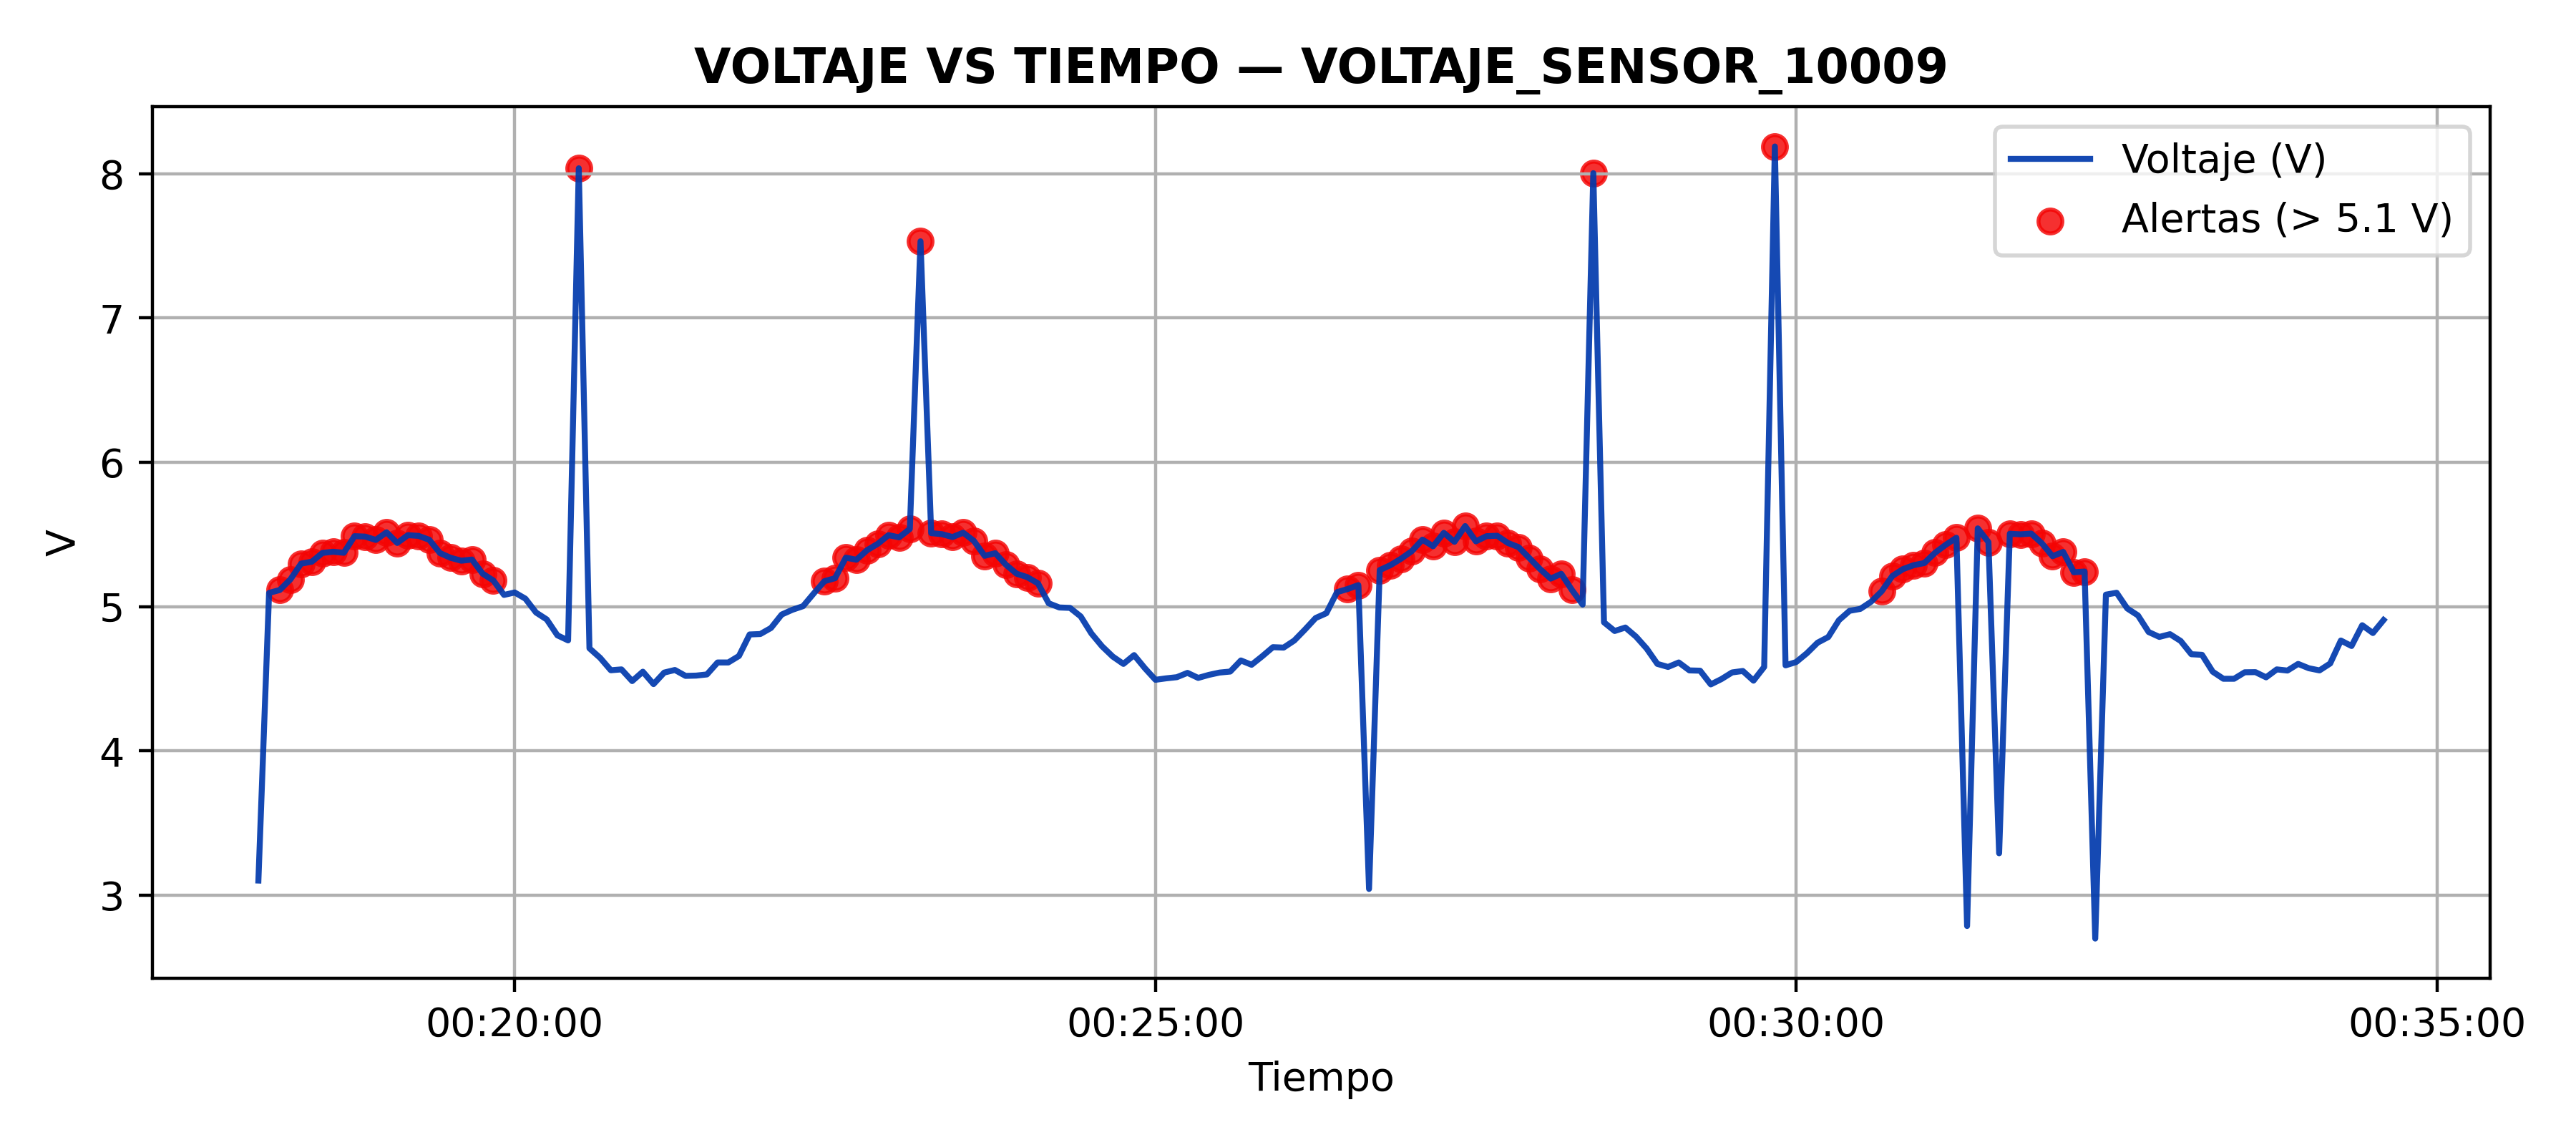 VOLTAJE VS TIEMPO — VOLTAJE_SENSOR_10009
Voltaje (V)
Alertas (> 5.1 V)
8
7
6
5
4
3
V
00:20:00
00:25:00
00:30:00
00:35:00
Tiempo